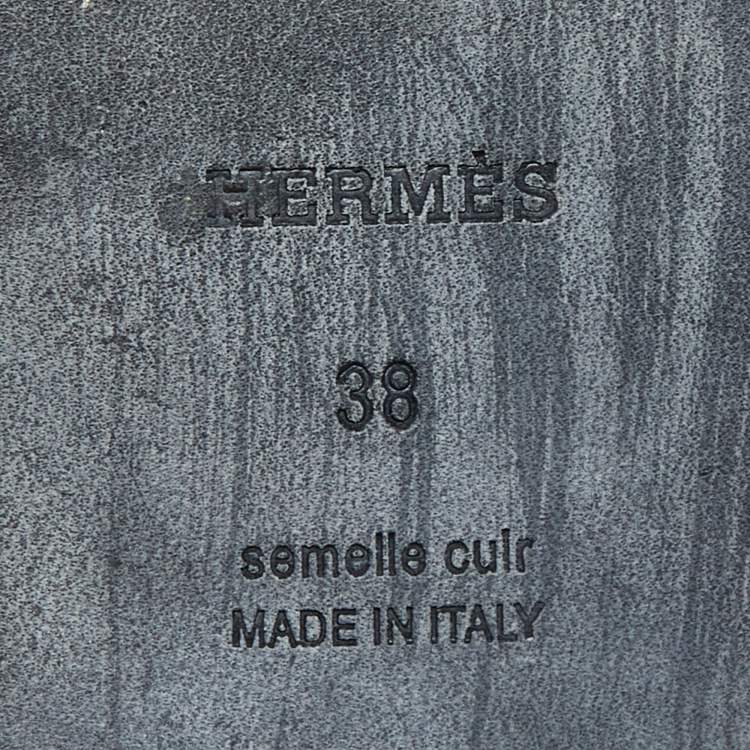 HERMÈS
38
semelle cuir
MADE IN ITALY